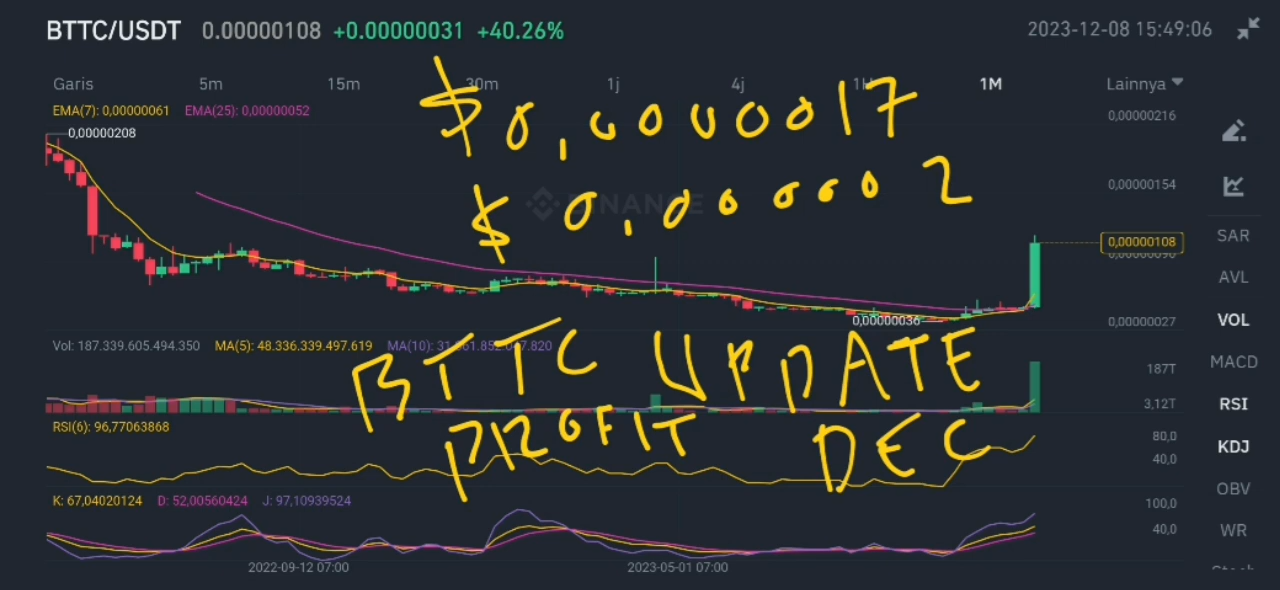 BTTC/USDT 0.00000108 +0.00000031 +40.26% 2023-12-08 15:49:06
Garis 5m 15m 30m 1j 4j 1M Lainnya
EMA(7): 0,00000061 EMA(25): 0,00000052
0,00000208
0,00000216
$0,0000017
0,00000154
BINANCE
$0,000002
SAR
0,00000108
AVL
0,00000036
0,00000027
VOL
Vol: 187.339.605.494.350 MA(5): 48.336.339.497.619
BTTC UPDATE
MACD
187T
3,12T
RSI
RSI(6): 96,77063868
PROFIT DEC
80,0
KDJ
40,0
OBV
K: 67,04020124 D: 52,00560424 J: 97,10939524
100,0
40,0
WR
2022-09-12 07:00 2023-05-01 07:00